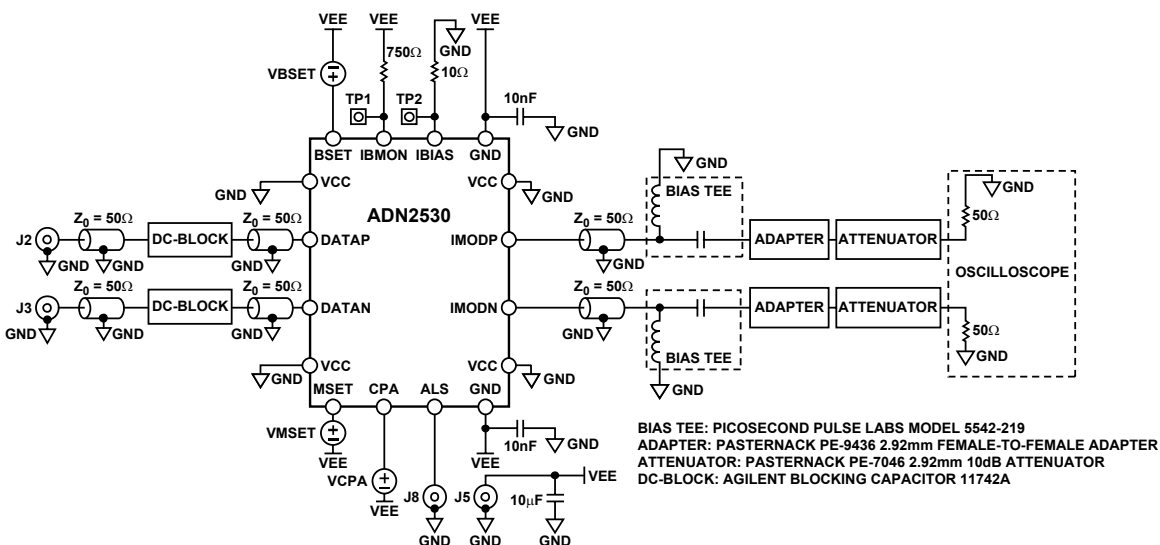 VEE VEE VEE
GND
750Ω
10Ω
VBSET
TP1 TP2
10nF
GND
BSET IBMON IBIAS GND
GND VCC
VCC GND
ADN2530
GND
BIAS TEE
GND
50Ω
Z0 = 50Ω Z0 = 50Ω
J2 DC-BLOCK DATAP
IMODP Z0 = 50Ω
ADAPTER ATTENUATOR
GND GND GND
GND
OSCILLOSCOPE
Z0 = 50Ω Z0 = 50Ω
J3 DC-BLOCK DATAN
IMODN Z0 = 50Ω
ADAPTER ATTENUATOR
GND GND GND
GND
50Ω
GND
BIAS TEE
GND
GND VCC
VCC GND
MSET CPA ALS GND
VMSET
VEE
10nF
GND
VEE
VCPA
VEE
J8
GND
J5
GND
10μF
GND
VEE
BIAS TEE: PICOSECOND PULSE LABS MODEL 5542-219
ADAPTER: PASTERNACK PE-9436 2.92mm FEMALE-TO-FEMALE ADAPTER
ATTENUATOR: PASTERNACK PE-7046 2.92mm 10dB ATTENUATOR
DC-BLOCK: AGILENT BLOCKING CAPACITOR 11742A